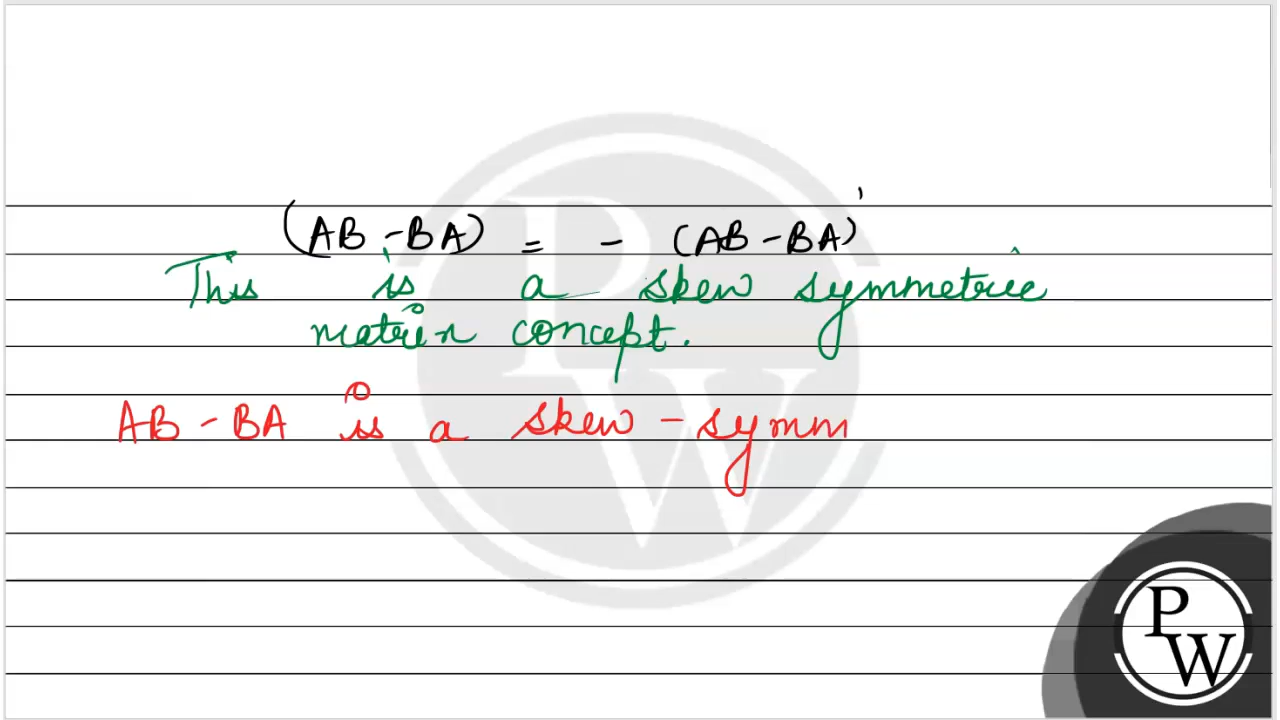 (AB - BA) = - (AB - BA)'
This is a skew symmetric
matrix concept.
AB - BA is a skew - symm
P
W
P
W